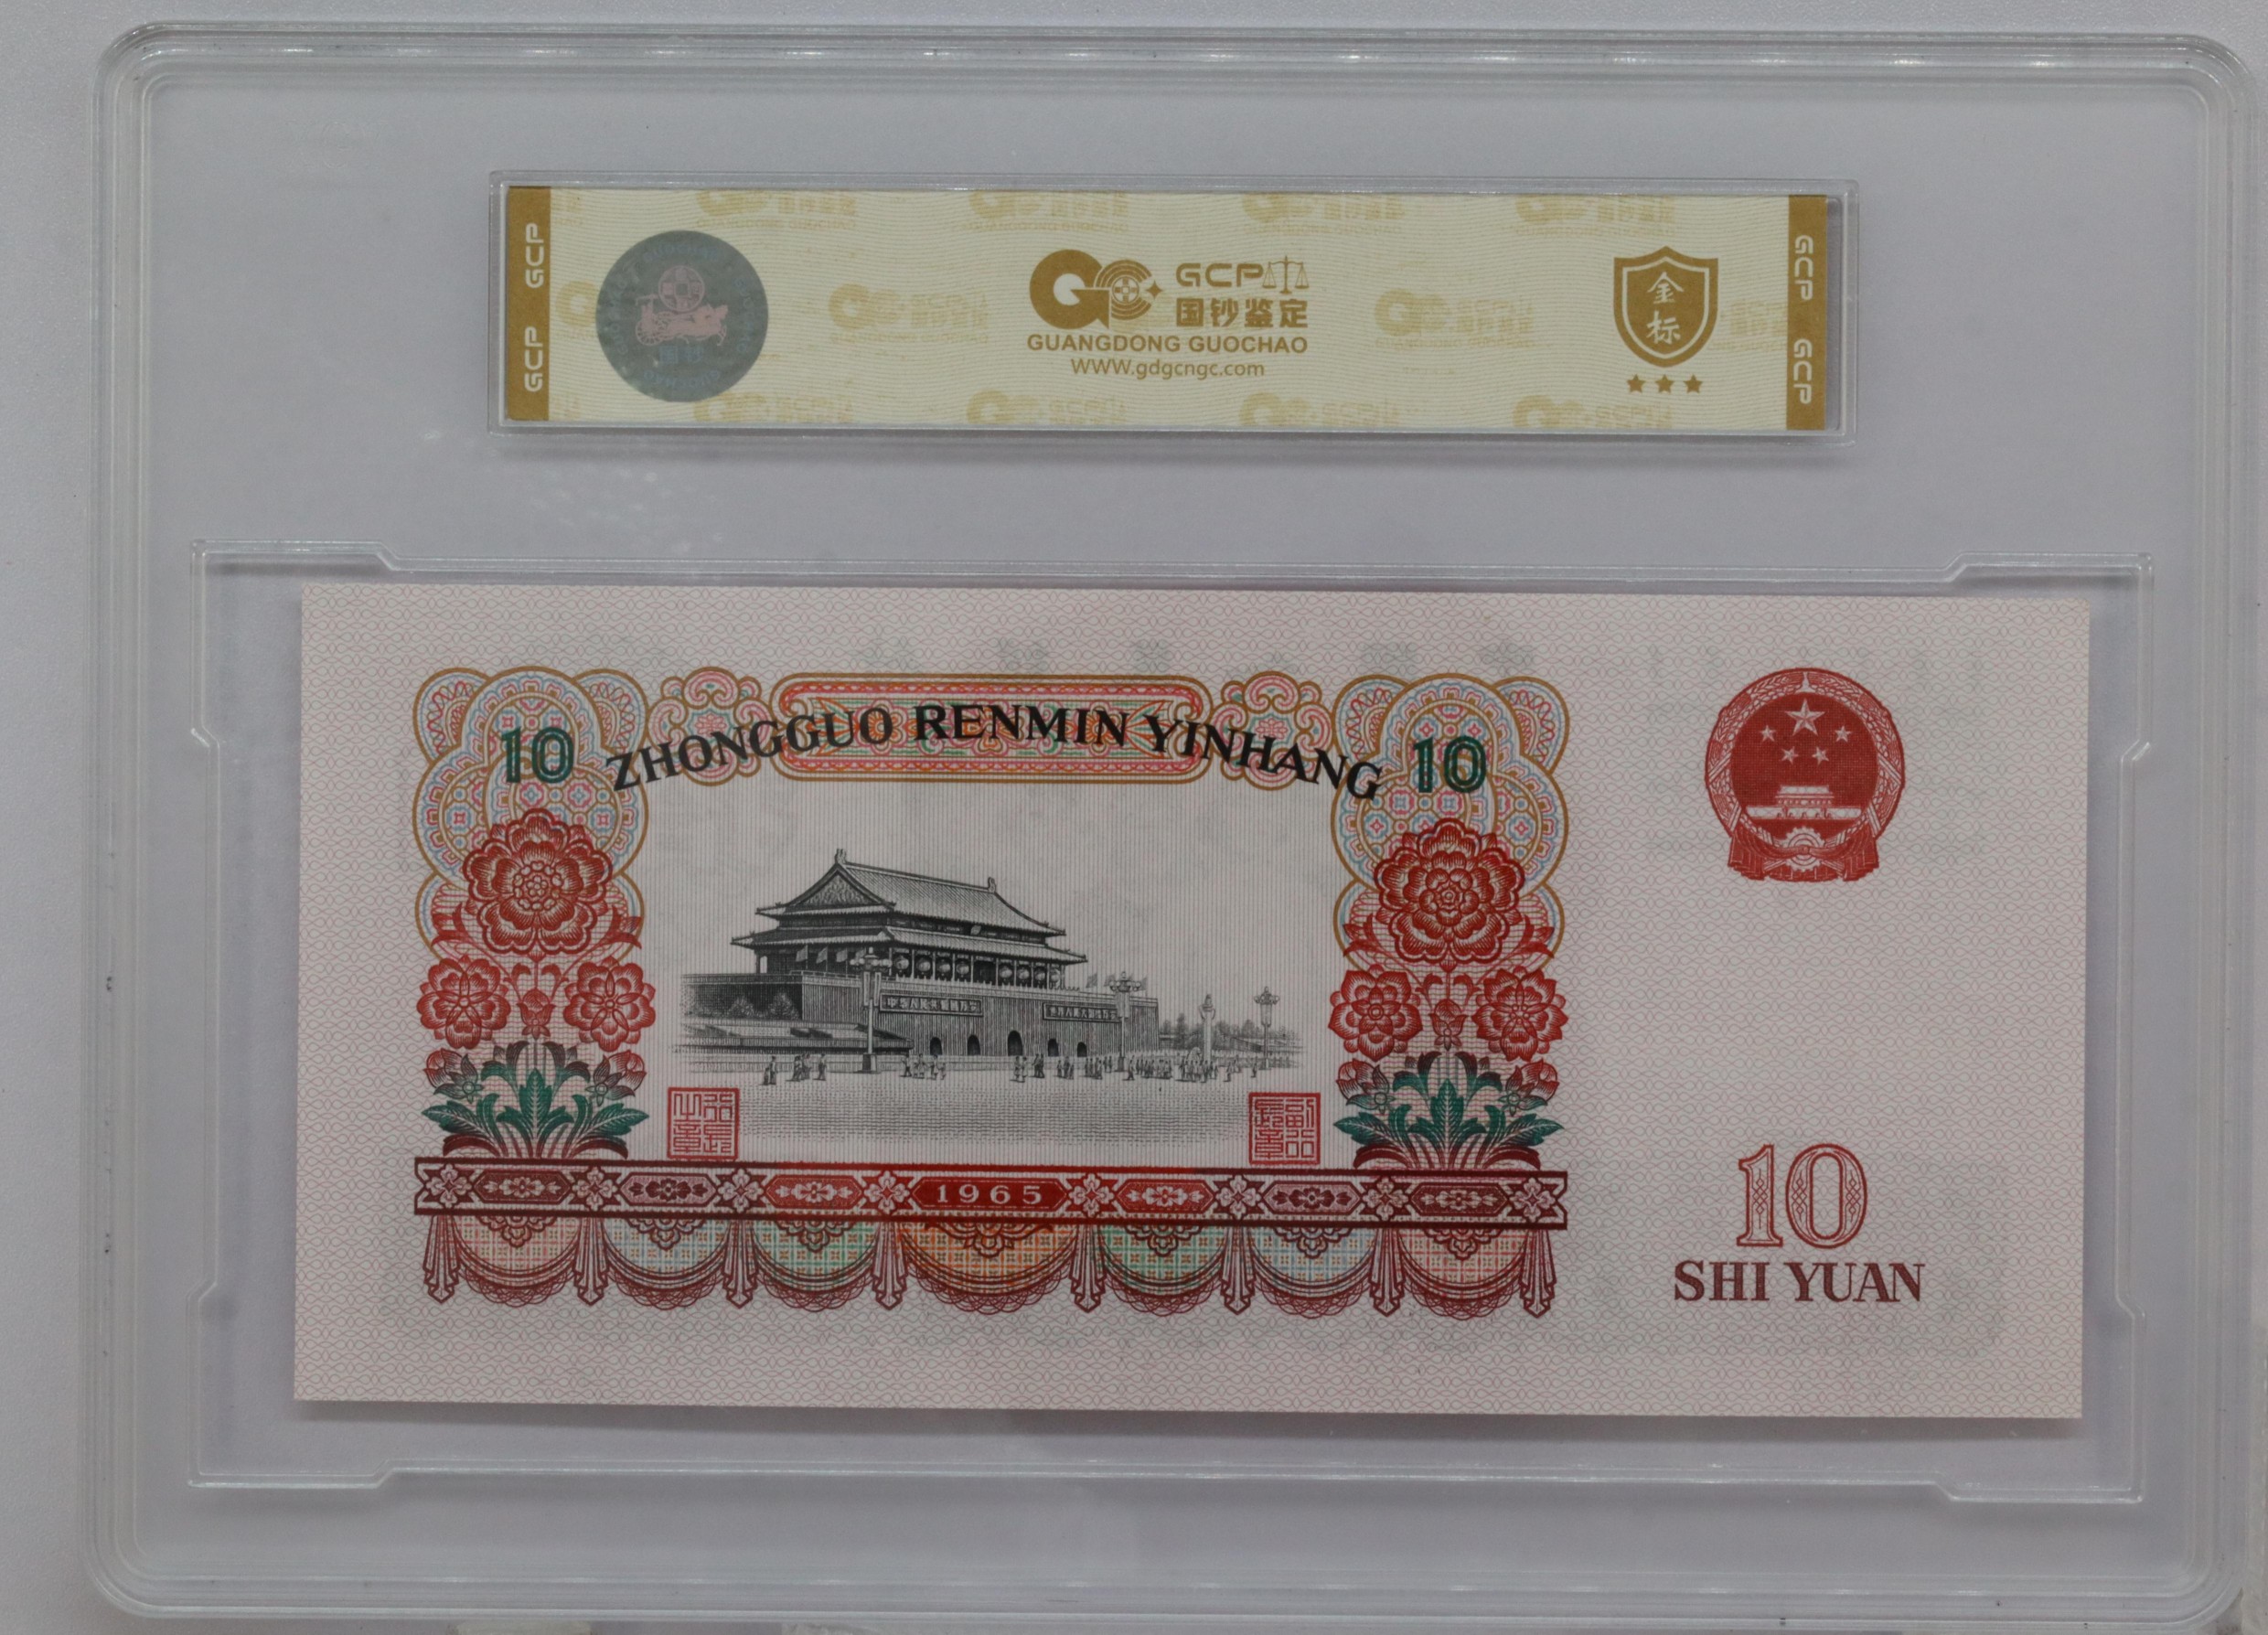 GCP GCP
GCP
国钞鉴定
GUANGDONG GUOCHAO
WWW.gdgcngc.com
金
标
GCP GCP
10 ZHONGGUO RENMIN YINHANG 10
1965
10
SHI YUAN